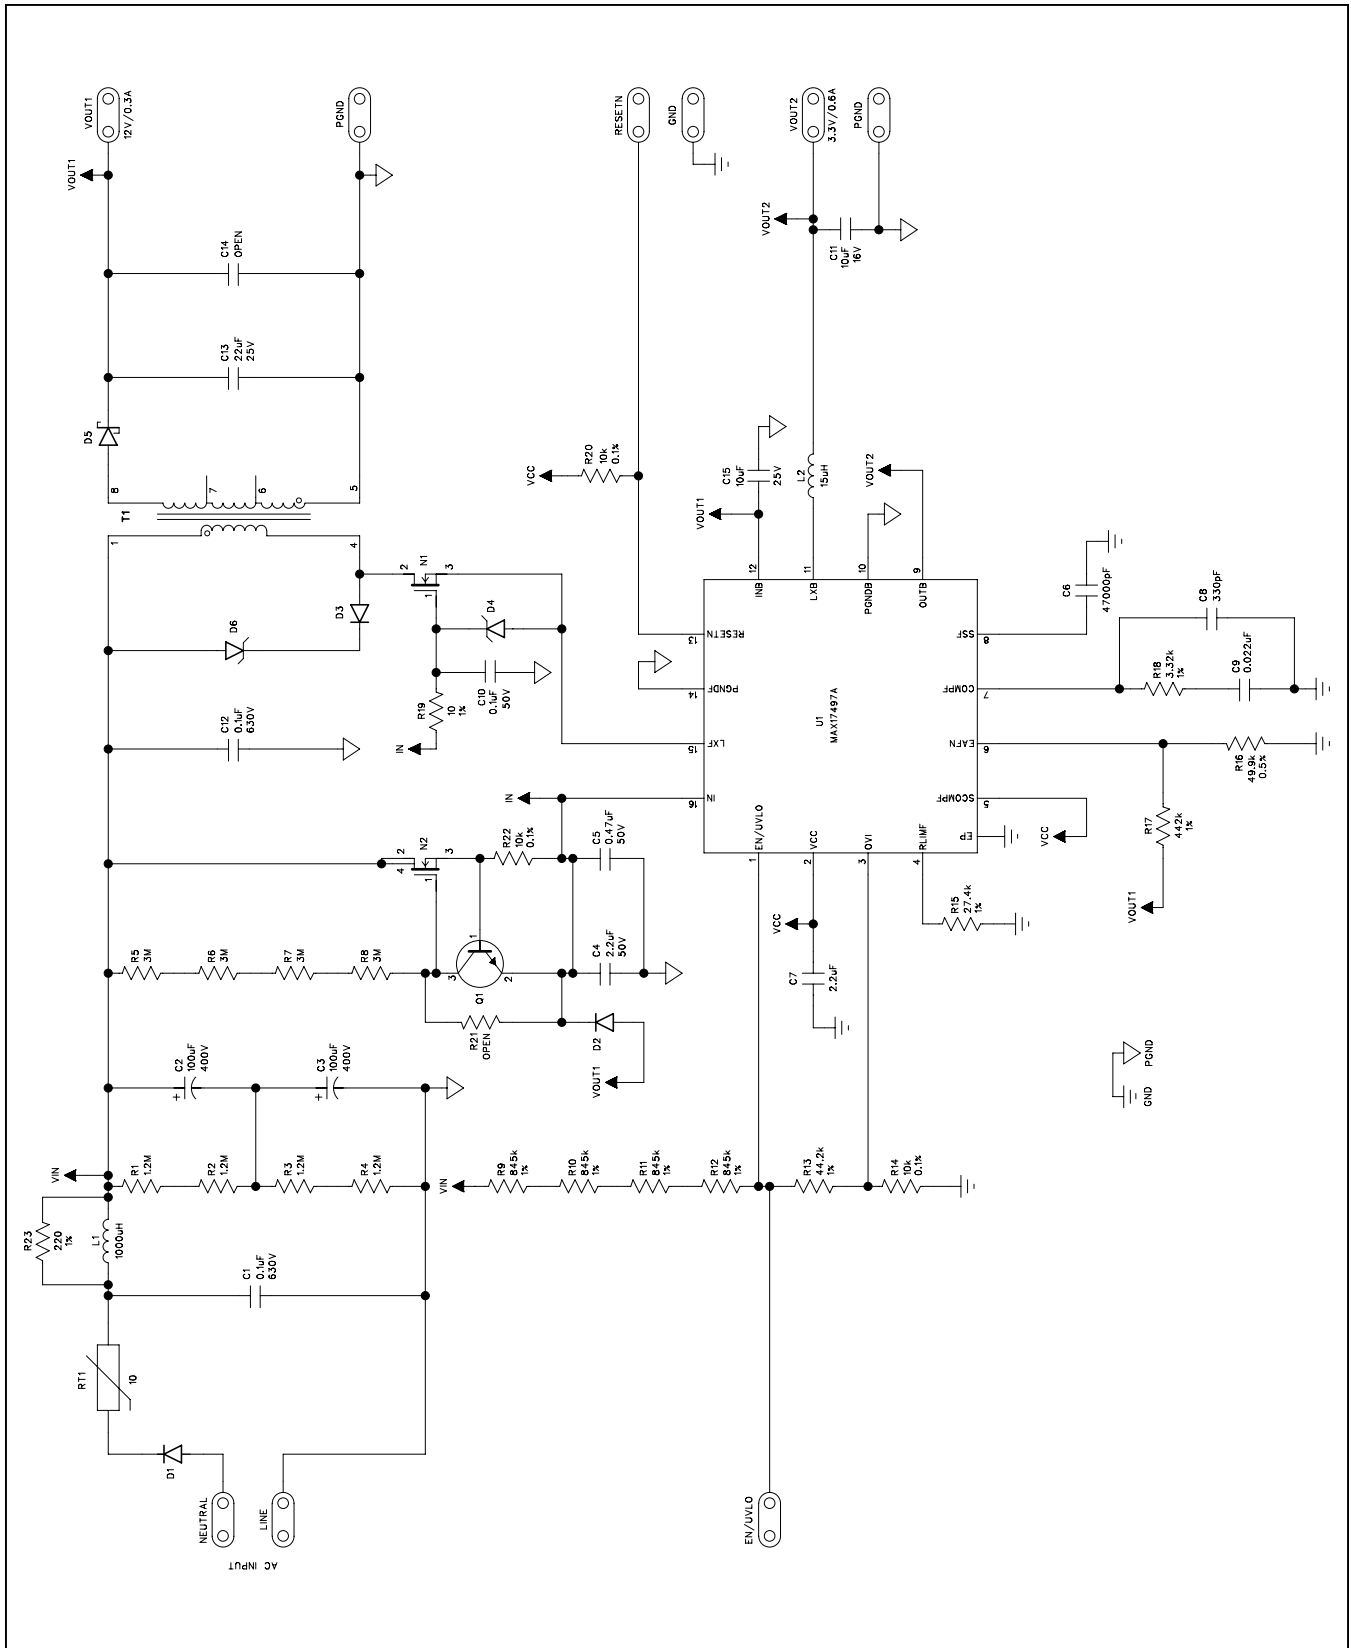 AC INPUT
NEUTRAL
LINE
D1
RT1
10
C1
0.1uF
630V
R23
220
1%
L1
1000uH
VIN
R1
1.2M
R2
1.2M
R3
1.2M
R4
1.2M
C2
100uF
400V
+
C3
100uF
400V
+
R5
3M
R6
3M
R7
3M
R8
3M
R21
OPEN
Q1
1
2
3
D2
VOUT1
C4
2.2uF
50V
C5
0.47uF
50V
N2
1
2
3
4
R22
10k
0.1%
IN
C12
0.1uF
630V
D6
D3
R19
10
1%
IN
C10
0.1uF
50V
D4
N1
1
2
3
T1
1
4
8
7
6
5
D5
C13
22uF
25V
C14
OPEN
VOUT1
VOUT1
12V/0.3A
PGND
EN/UVLO
VIN
R9
845k
1%
R10
845k
1%
R11
845k
1%
R12
845k
1%
R13
44.2k
1%
R14
10k
0.1%
C7
2.2uF
VCC
R15
27.4k
1%
U1
MAX17497A
EN/UVLO
1
VCC
2
OVI
3
RLIMF
4
EP
SCOMPF
5
EAFN
6
COMPF
7
SSF
8
OUTB
9
PGNDB
10
LXB
11
INB
12
RESETN
13
PGNDF
14
LXF
15
IN
16
VCC
VOUT1
R17
442k
1%
R16
49.9k
0.5%
R18
3.32k
1%
C9
0.022uF
C8
330pF
C6
47000pF
VCC
R20
10k
0.1%
RESETN
GND
VOUT1
C15
10uF
25V
L2
15uH
VOUT2
VOUT2
C11
10uF
16V
VOUT2
3.3V/0.6A
PGND
GND
PGND